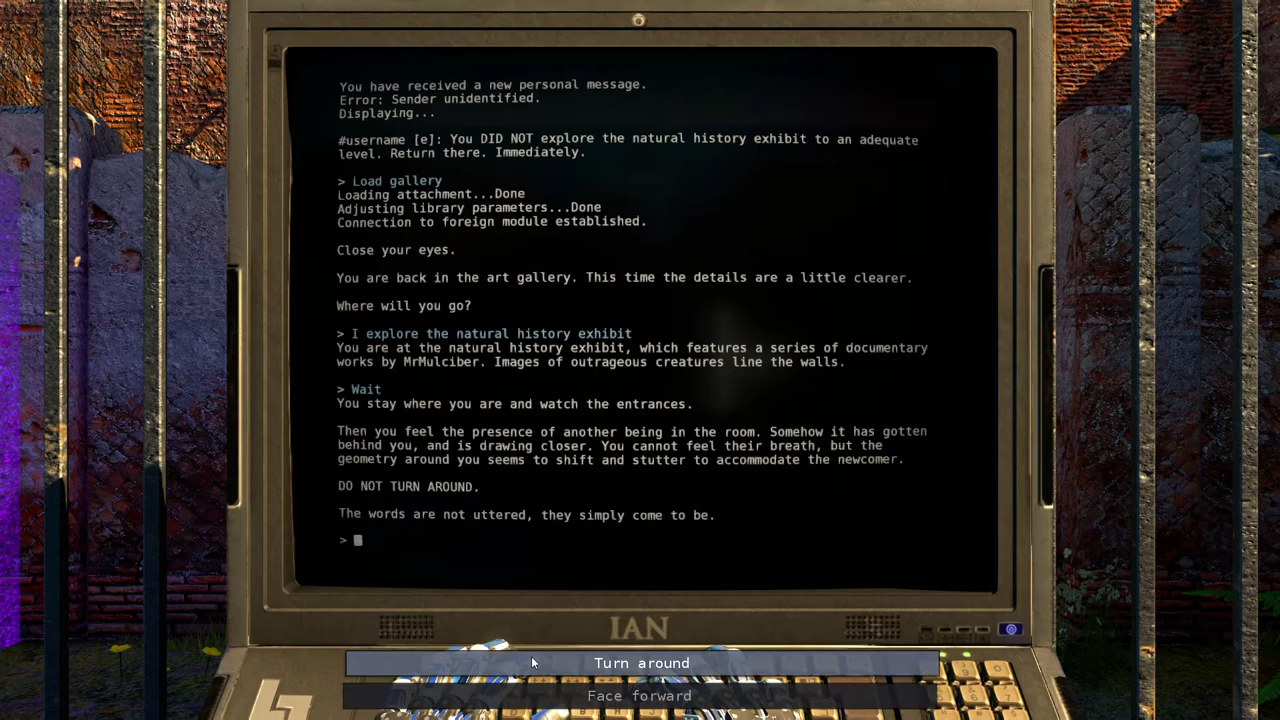 You have received a new personal message.
Error: Sender unidentified.
Displaying...
#username [e]: You DID NOT explore the natural history exhibit to an adequate
level. Return there. Immediately.
> Load gallery
Loading attachment...Done
Adjusting library parameters...Done
Connection to foreign module established.
Close your eyes.
You are back in the art gallery. This time the details are a little clearer.
Where will you go?
> I explore the natural history exhibit
You are at the natural history exhibit, which features a series of documentary
works by MrMulciber. Images of outrageous creatures line the walls.
> Wait
You stay where you are and watch the entrances.
Then you feel the presence of another being in the room. Somehow it has gotten
behind you, and is drawing closer. You cannot feel their breath, but the
geometry around you seems to shift and stutter to accommodate the newcomer.
DO NOT TURN AROUND.
The words are not uttered, they simply come to be.
>
IAN
Turn around
Face forward